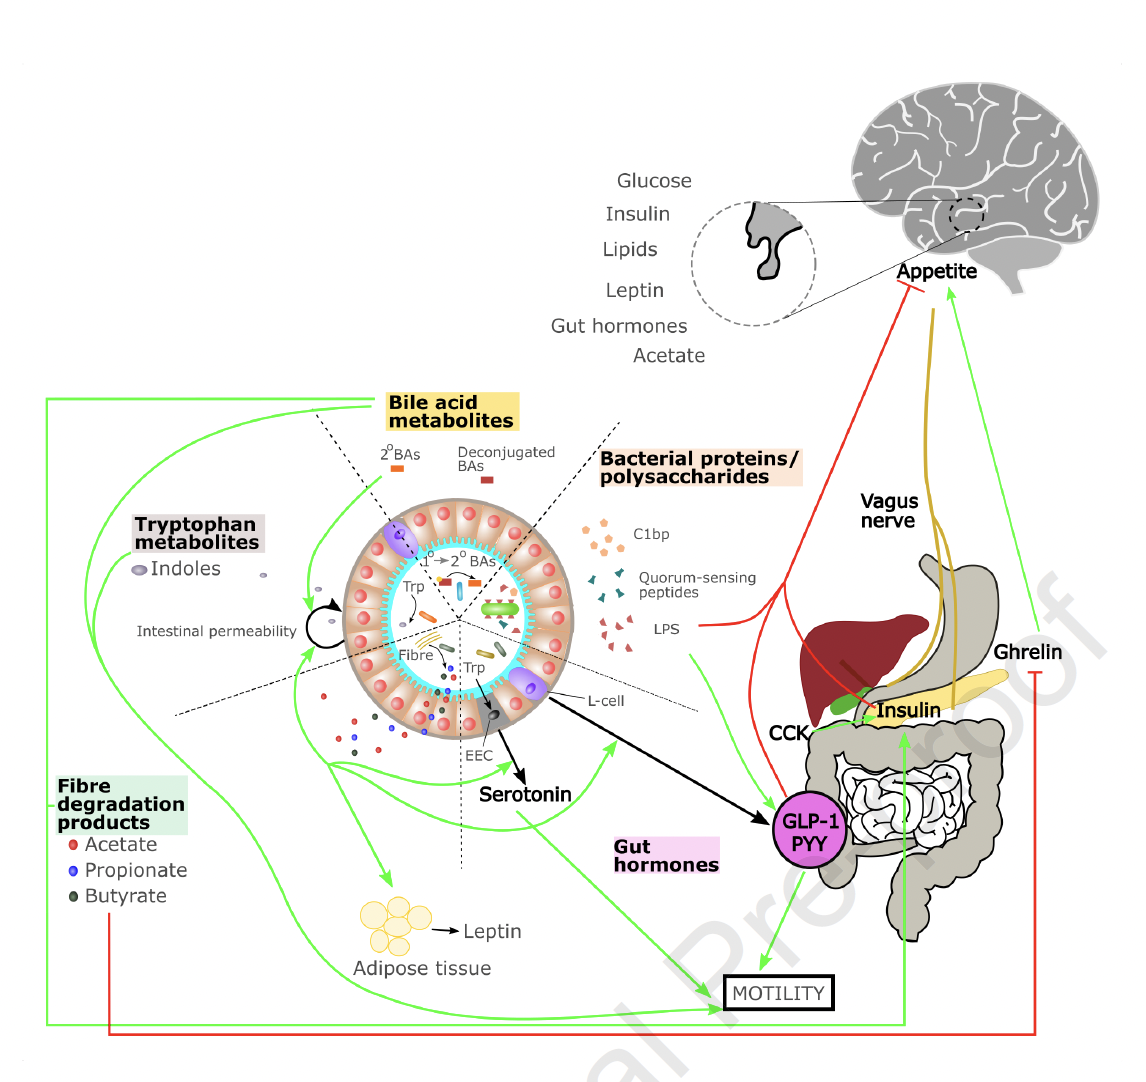 Glucose
Insulin
Lipids
Leptin
Gut hormones
Acetate
Appetite
Bile acid
metabolites
2°BAs
Deconjugated
BAs
Bacterial proteins/
polysaccharides
C1bp
Quorum-sensing
peptides
LPS
Vagus
nerve
Tryptophan
metabolites
Indoles
Intestinal permeability
1° → 2° BAs
Trp
Fibre
Trp
L-cell
EEC
Serotonin
Ghrelin
Insulin
CCK
Fibre
degradation
products
Acetate
Propionate
Butyrate
GLP-1
PYY
Gut
hormones
Leptin
Adipose tissue
MOTILITY
al Pre-proof